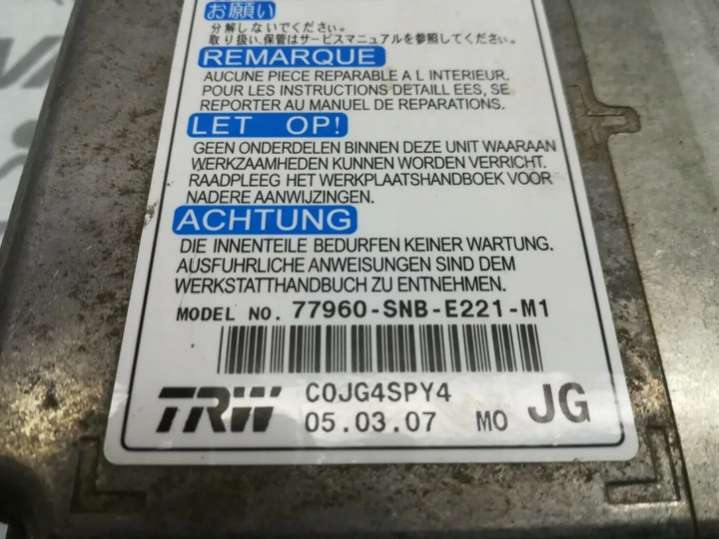 お願い
分解しないでください。
取り扱い、保管はサービスマニュアルを参照してください。
REMARQUE
AUCUNE PIECE REPARABLE A L INTERIEUR.
POUR LES INSTRUCTIONS DETAILL EES, SE
REPORTER AU MANUEL DE REPARATIONS.
LET OP!
GEEN ONDERDELEN BINNEN DEZE UNIT WAARAAN
WERKZAAMHEDEN KUNNEN WORDEN VERRICHT.
RAADPLEEG HET WERKPLAATSHANDBOEK VOOR
NADERE AANWIJZINGEN.
ACHTUNG
DIE INNENTEILE BEDURFEN KEINER WARTUNG.
AUSFUHRLICHE ANWEISUNGEN SIND DEM
WERKSTATTHANDBUCH ZU ENTNEHMEN.
MODEL NO. 77960-SNB-E221-M1
TRW C0JG4SPY4
05.03.07 MO JG